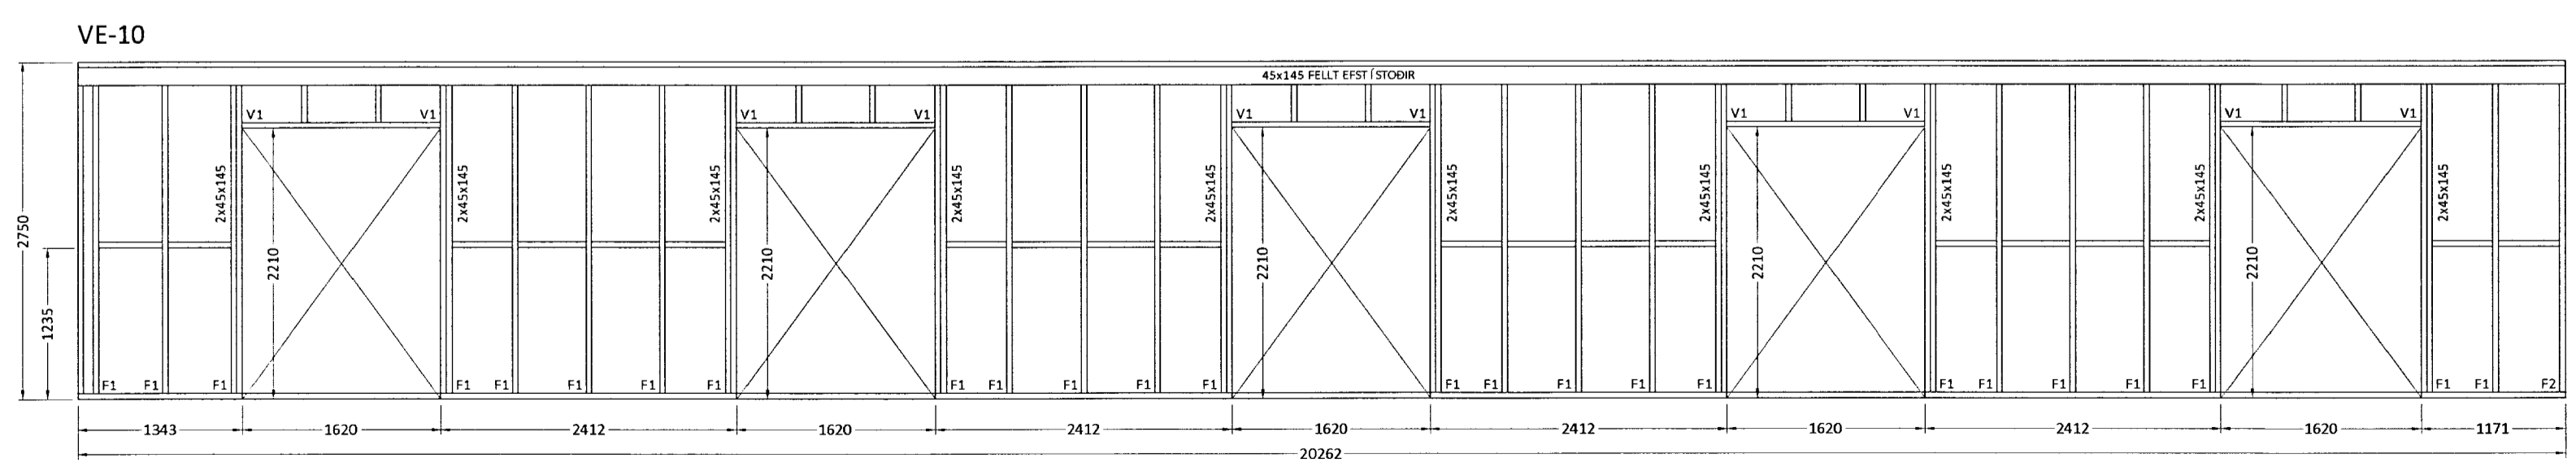 VE-10
45x145 FELLT EFST Í STOÐIR
V1 V1 V1 V1 V1 V1 V1 V1 V1 V1
2x45x145 2x45x145 2x45x145 2x45x145 2x45x145 2x45x145 2x45x145 2x45x145 2x45x145 2x45x145
2750
2210 2210 2210 2210 2210
1235
F1 F1 F1 F1 F1 F1 F1 F1 F1 F1 F1 F1 F1 F1 F1 F1 F1 F1 F1 F1 F1 F1 F1 F1 F1 F2
1343 1620 2412 1620 2412 1620 2412 1620 2412 1620 1171
20262